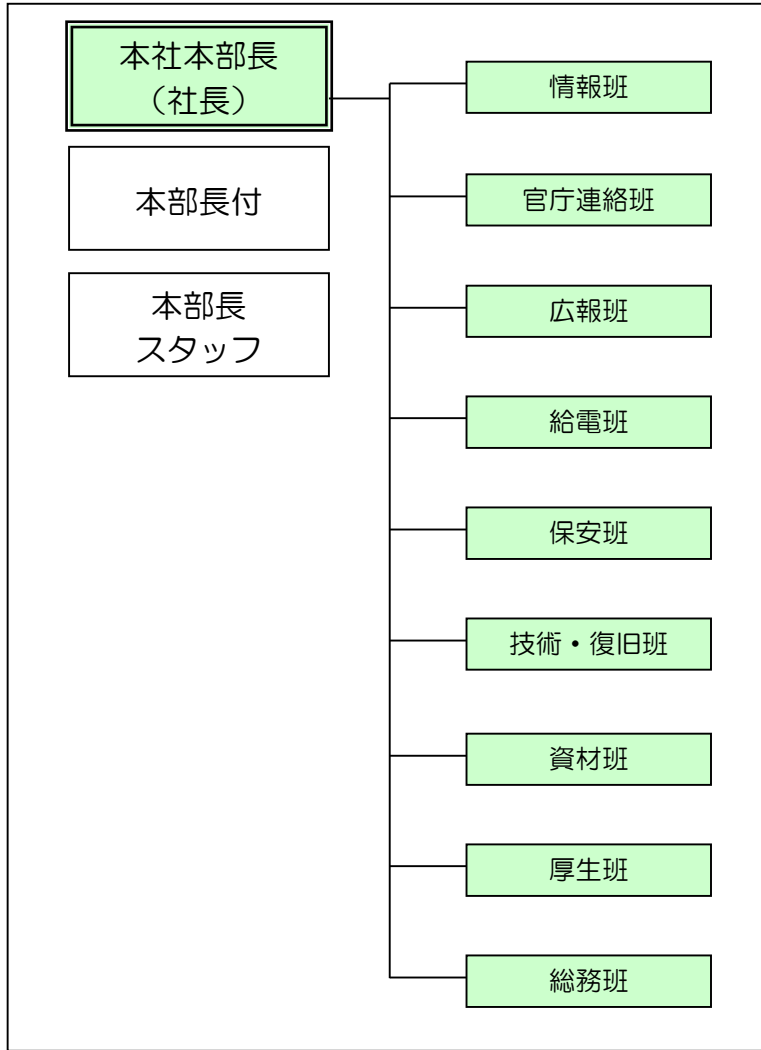 本社本部長
（社長）
本部長付
本部長
スタッフ
情報班
官庁連絡班
広報班
給電班
保安班
技術・復旧班
資材班
厚生班
総務班